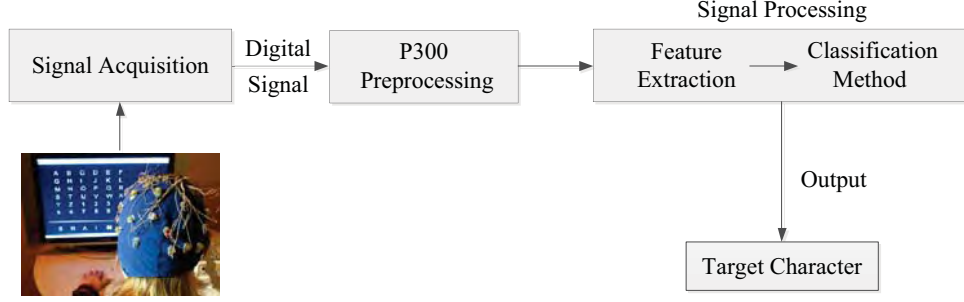 Signal Processing
Signal Acquisition
Digital
Signal
P300
Preprocessing
Feature
Extraction
Classification
Method
Output
Target Character